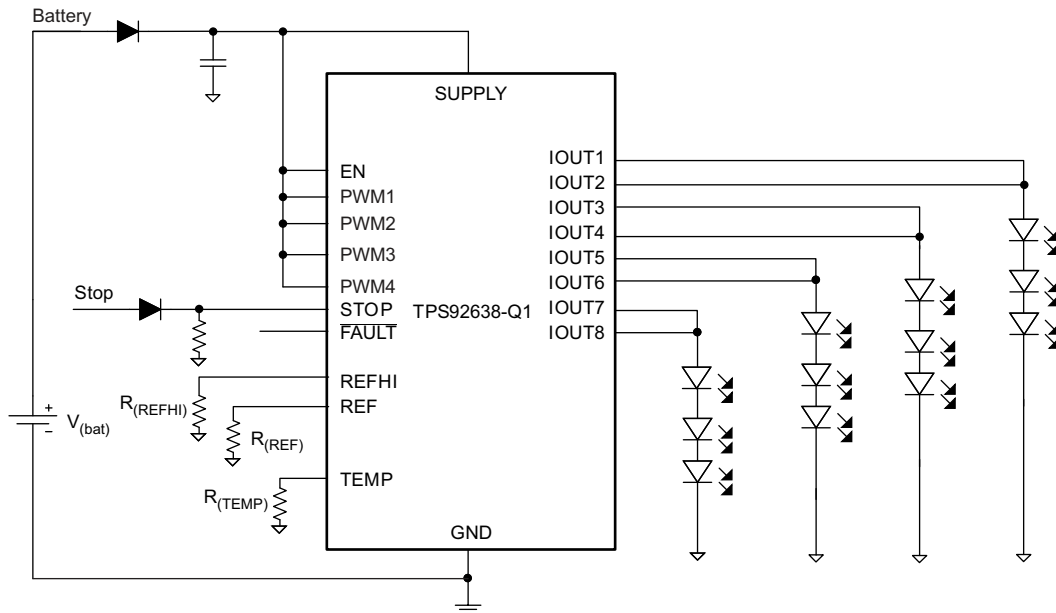 Battery
SUPPLY
EN
PWM1
PWM2
PWM3
PWM4
Stop
STOP
TPS92638-Q1
FAULT
REFHI
R(REFHI)
REF
R(REF)
+
V(bat)
−
TEMP
R(TEMP)
GND
IOUT1
IOUT2
IOUT3
IOUT4
IOUT5
IOUT6
IOUT7
IOUT8